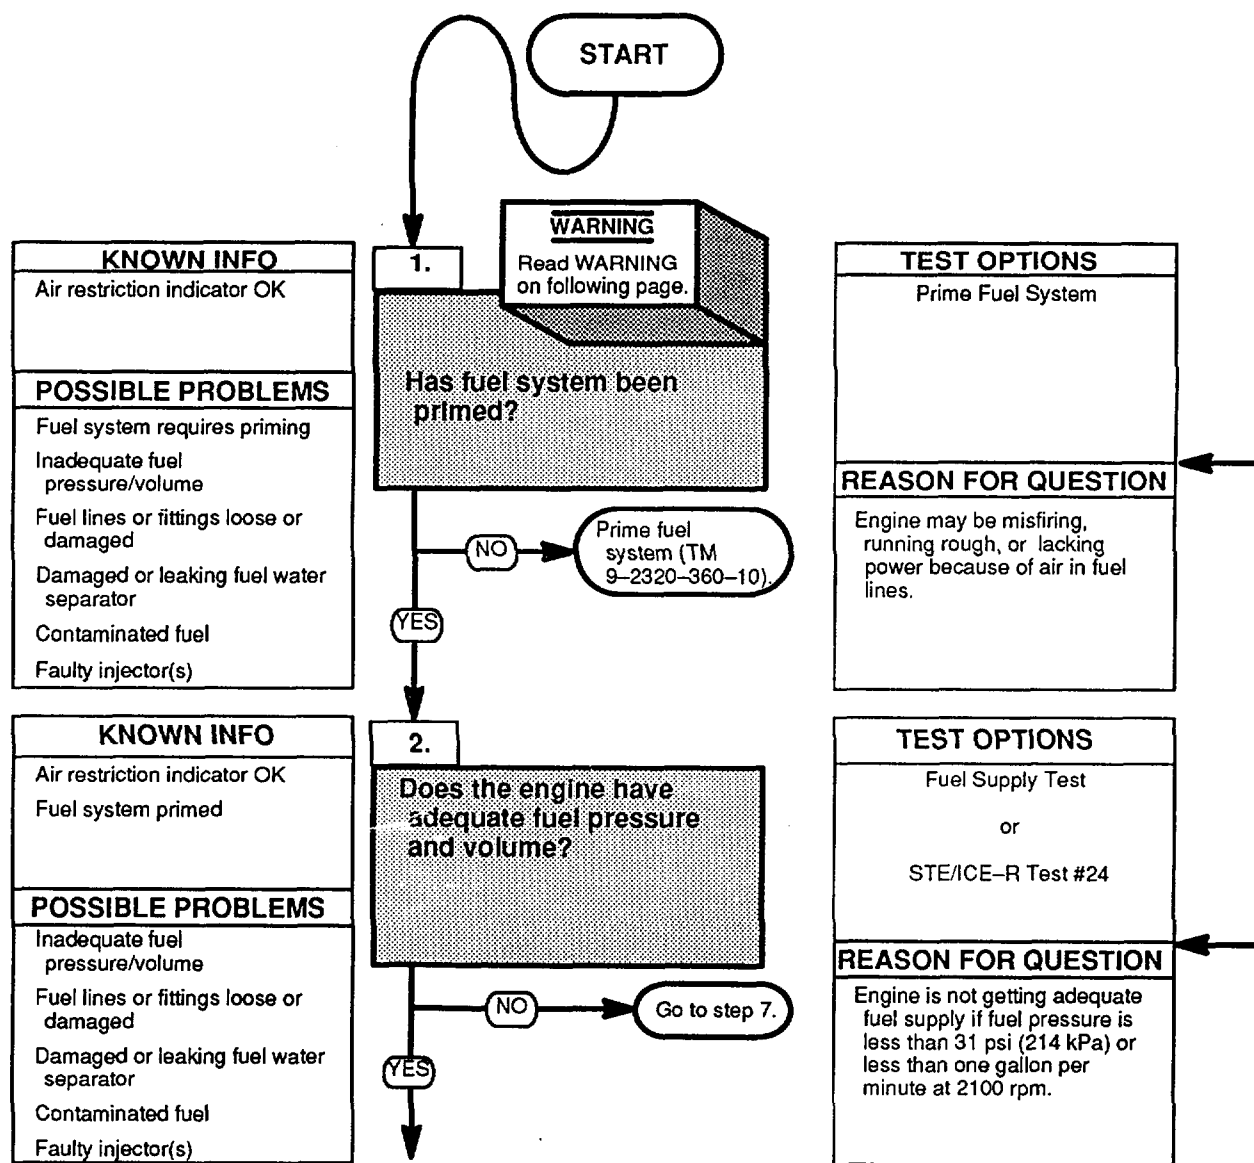 START
WARNING
Read WARNING
on following page.
KNOWN INFO
Air restriction indicator OK
POSSIBLE PROBLEMS
Fuel system requires priming
Inadequate fuel
pressure/volume
Fuel lines or fittings loose or
damaged
Damaged or leaking fuel water
separator
Contaminated fuel
Faulty injector(s)
1.
Has fuel system been
primed?
NO
Prime fuel
system (TM
9–2320–360–10).
YES
TEST OPTIONS
Prime Fuel System
REASON FOR QUESTION
Engine may be misfiring,
running rough, or lacking
power because of air in fuel
lines.
KNOWN INFO
Air restriction indicator OK
Fuel system primed
POSSIBLE PROBLEMS
Inadequate fuel
pressure/volume
Fuel lines or fittings loose or
damaged
Damaged or leaking fuel water
separator
Contaminated fuel
Faulty injector(s)
2.
Does the engine have
adequate fuel pressure
and volume?
NO
Go to step 7.
YES
TEST OPTIONS
Fuel Supply Test
or
STE/ICE–R Test #24
REASON FOR QUESTION
Engine is not getting adequate
fuel supply if fuel pressure is
less than 31 psi (214 kPa) or
less than one gallon per
minute at 2100 rpm.